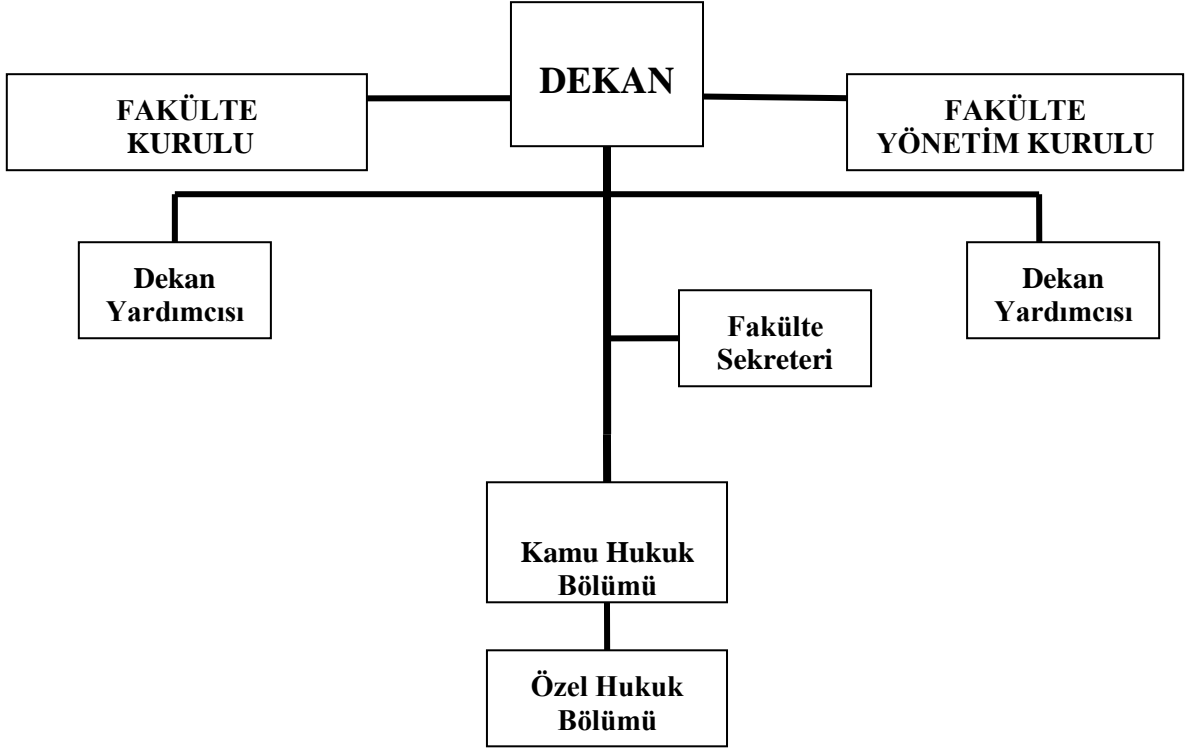 DEKAN
FAKÜLTE
KURULU
FAKÜLTE
YÖNETİM KURULU
Dekan
Yardımcısı
Dekan
Yardımcısı
Fakülte
Sekreteri
Kamu Hukuk
Bölümü
Özel Hukuk
Bölümü